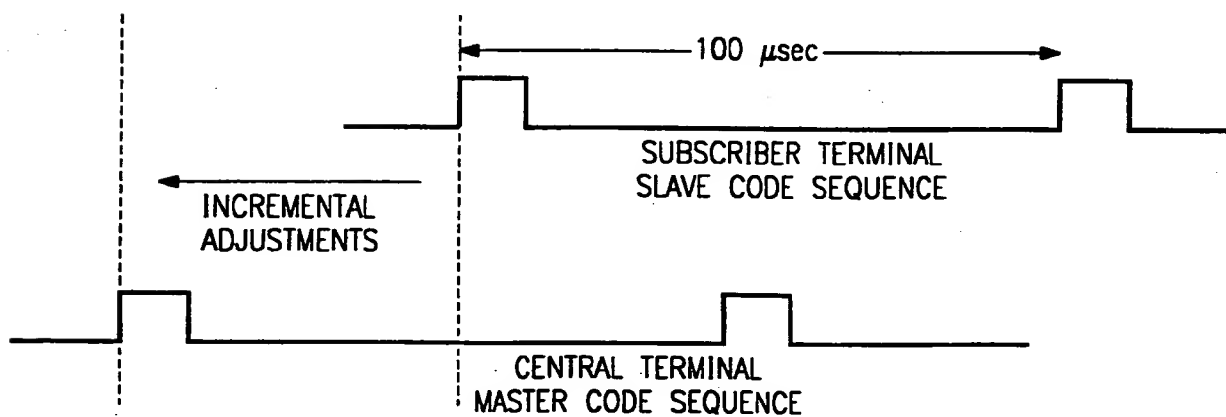 100 μsec
SUBSCRIBER TERMINAL
SLAVE CODE SEQUENCE
INCREMENTAL
ADJUSTMENTS
CENTRAL TERMINAL
MASTER CODE SEQUENCE